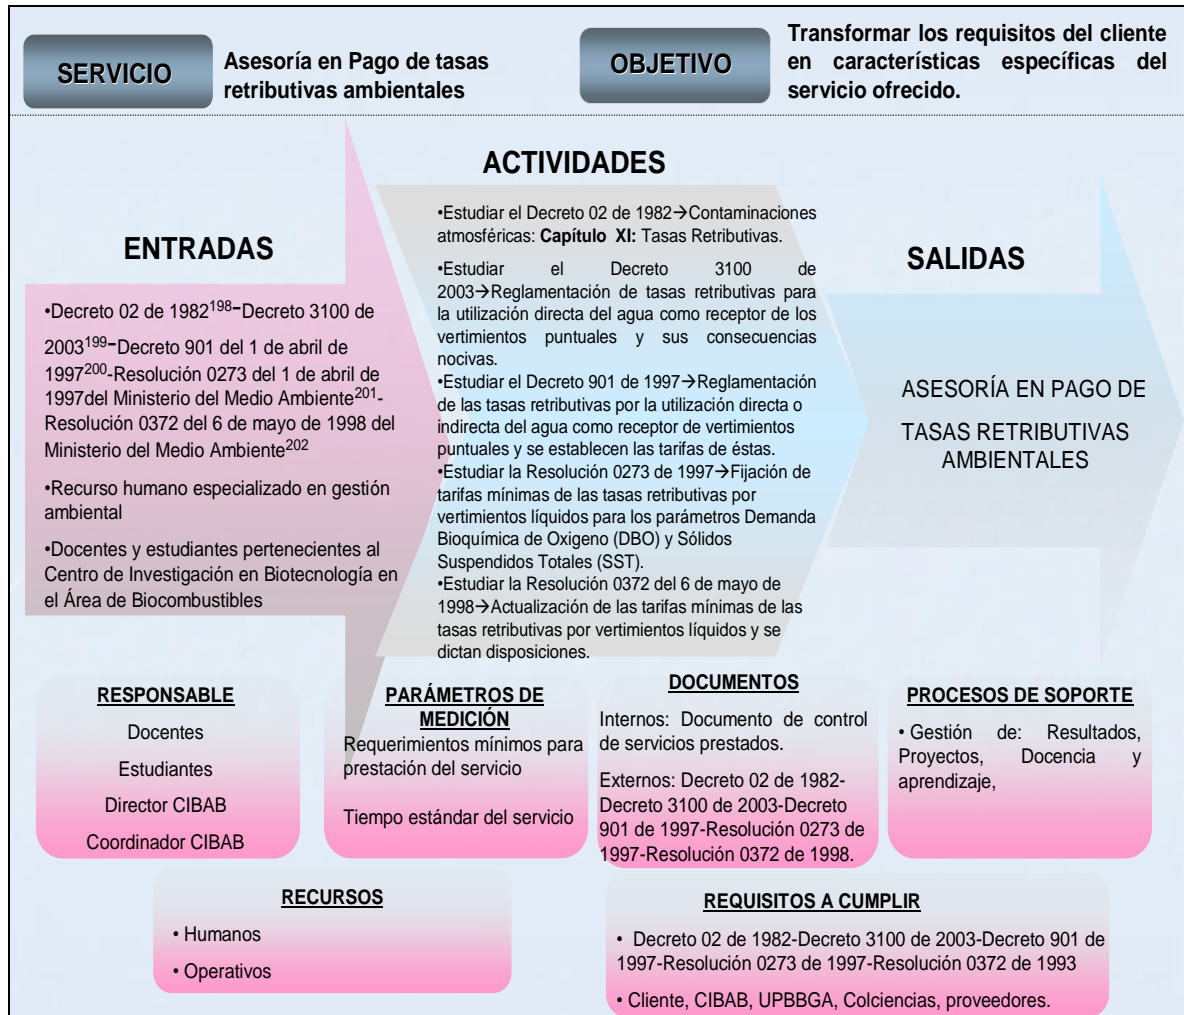 SERVICIO
Asesoría en Pago de tasas
retributivas ambientales
OBJETIVO
Transformar los requisitos del cliente
en características específicas del
servicio ofrecido.
ENTRADAS
•Decreto 02 de 1982198-Decreto 3100 de
2003199-Decreto 901 del 1 de abril de
1997200-Resolución 0273 del 1 de abril de
1997del Ministerio del Medio Ambiente201-
Resolución 0372 del 6 de mayo de 1998 del
Ministerio del Medio Ambiente202
•Recurso humano especializado en gestión
ambiental
•Docentes y estudiantes pertenecientes al
Centro de Investigación en Biotecnología en
el Área de Biocombustibles
ACTIVIDADES
•Estudiar el Decreto 02 de 1982→Contaminaciones
atmosféricas: Capítulo XI: Tasas Retributivas.
•Estudiar el Decreto 3100 de
2003→Reglamentación de tasas retributivas para
la utilización directa del agua como receptor de los
vertimientos puntuales y sus consecuencias
nocivas.
•Estudiar el Decreto 901 de 1997→Reglamentación
de las tasas retributivas por la utilización directa o
indirecta del agua como receptor de vertimientos
puntuales y se establecen las tarifas de éstas.
•Estudiar la Resolución 0273 de 1997→Fijación de
tarifas mínimas de las tasas retributivas por
vertimientos líquidos para los parámetros Demanda
Bioquímica de Oxigeno (DBO) y Sólidos
Suspendidos Totales (SST).
•Estudiar la Resolución 0372 del 6 de mayo de
1998→Actualización de las tarifas mínimas de las
tasas retributivas por vertimientos líquidos y se
dictan disposiciones.
SALIDAS
ASESORÍA EN PAGO DE
TASAS RETRIBUTIVAS
AMBIENTALES
RESPONSABLE
Docentes
Estudiantes
Director CIBAB
Coordinador CIBAB
PARÁMETROS DE
MEDICIÓN
Requerimientos mínimos para
prestación del servicio
Tiempo estándar del servicio
DOCUMENTOS
Internos: Documento de control
de servicios prestados.
Externos: Decreto 02 de 1982-
Decreto 3100 de 2003-Decreto
901 de 1997-Resolución 0273 de
1997-Resolución 0372 de 1998.
PROCESOS DE SOPORTE
• Gestión de: Resultados,
Proyectos, Docencia y
aprendizaje,
RECURSOS
• Humanos
• Operativos
REQUISITOS A CUMPLIR
• Decreto 02 de 1982-Decreto 3100 de 2003-Decreto 901 de
1997-Resolución 0273 de 1997-Resolución 0372 de 1993
• Cliente, CIBAB, UPBBGA, Colciencias, proveedores.